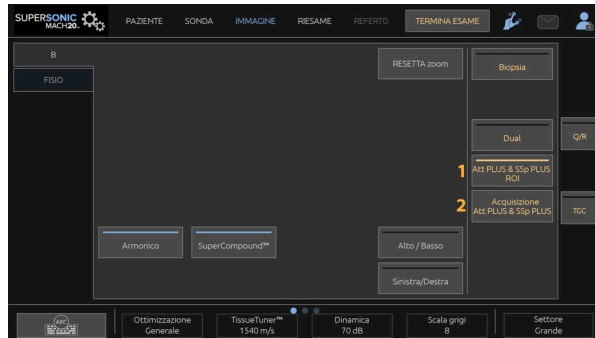 SUPERSONIC
MACH20.
PAZIENTE
SONDA
IMMAGINE
RIESAME
REFERTO
TERMINA ESAME
B
FISIO
RESETTA zoom
Biopsia
Dual
Q/R
1
Att PLUS & SSp PLUS
ROI
2
Acquisizione
Att PLUS & SSp PLUS
TGC
Armonico
SuperCompound™
Alto / Basso
Sinistra/Destra
ABC
Ottimizzazione
Generale
TissueTuner™
1540 m/s
Dinamica
70 dB
Scala grigi
8
Settore
Grande